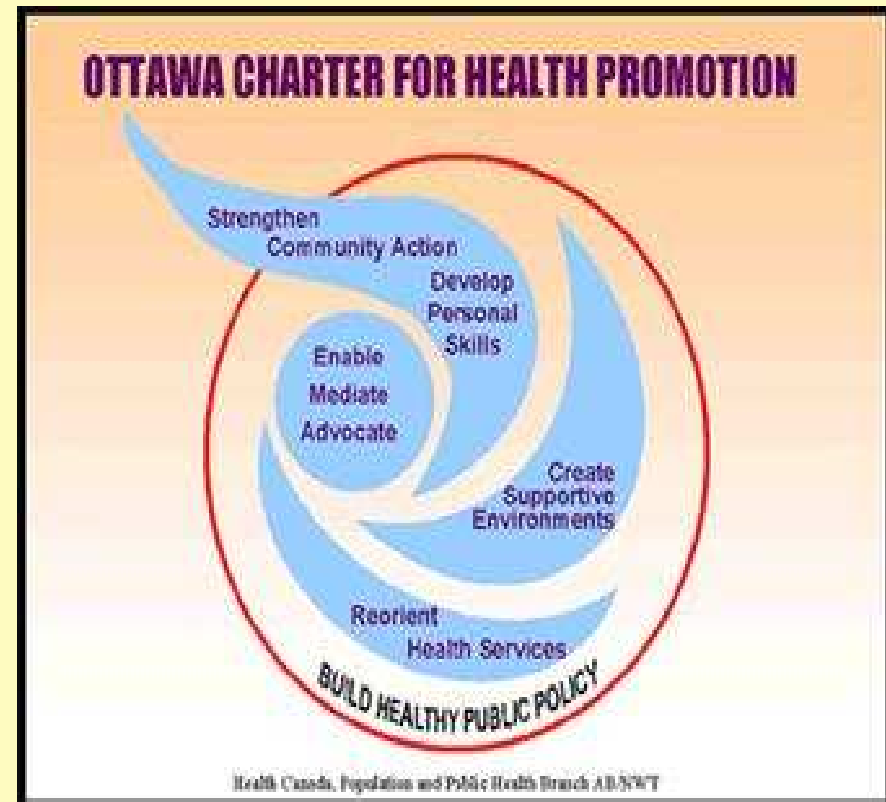 OTTAWA CHARTER FOR HEALTH PROMOTION
Strengthen
Community Action
Develop
Personal
Skills
Enable
Mediate
Advocate
Create
Supportive
Environments
Reorient
Health Services
BUILD HEALTHY PUBLIC POLICY
Health Canada, Population and Public Health Branch AB/NWT